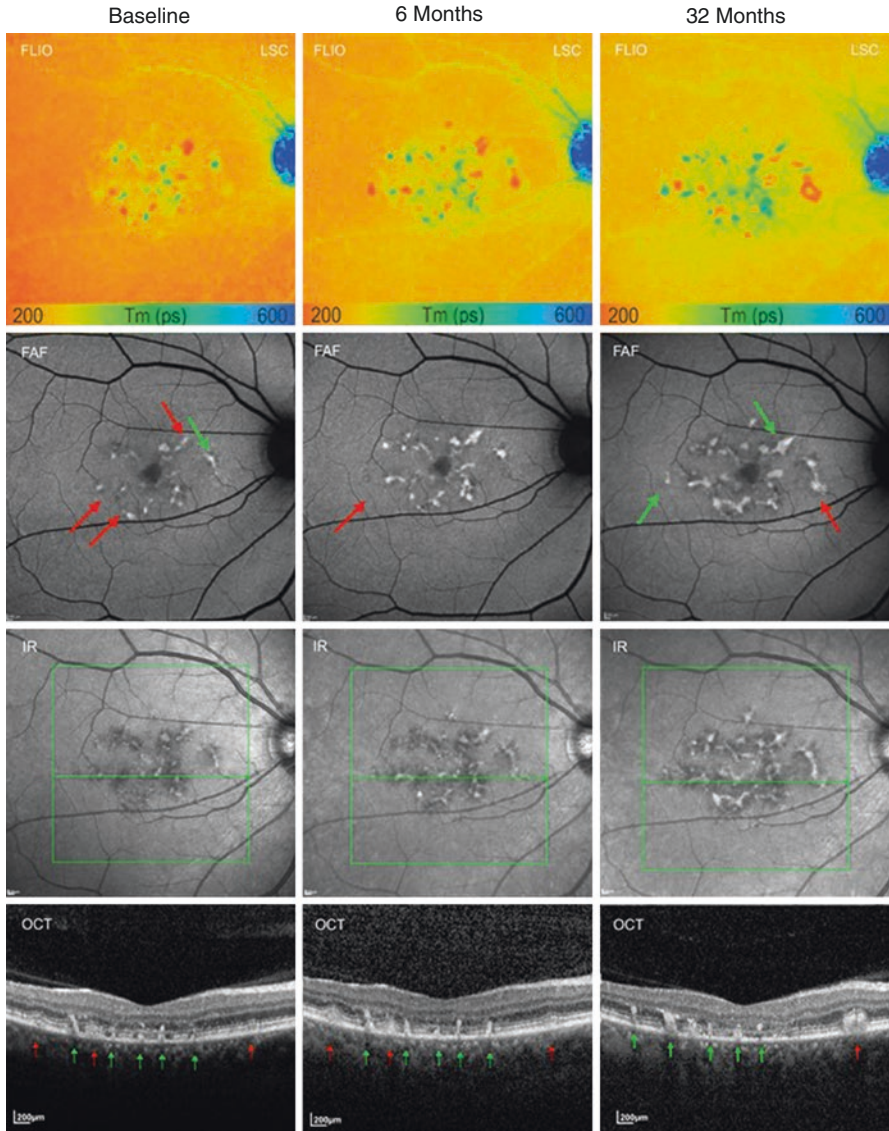 Baseline 6 Months 32 Months
FLIO LSC FLIO LSC FLIO LSC
200 Tm (ps) 600 200 Tm (ps) 600 200 Tm (ps) 600
FAF FAF FAF
IR IR IR
OCT OCT OCT
200µm 200µm 200µm